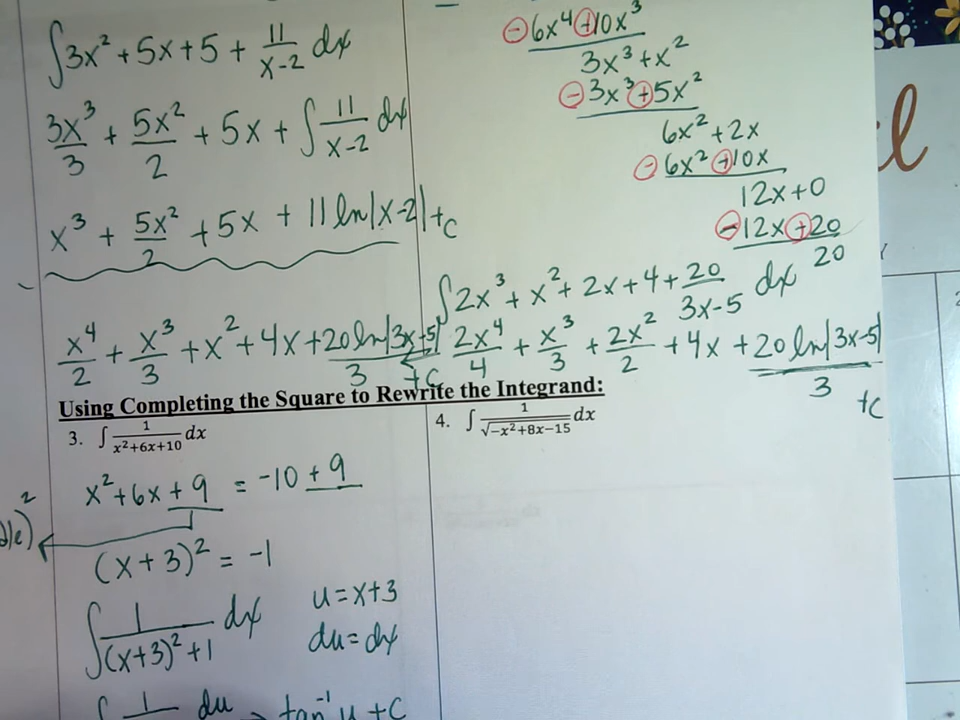 ∫3x² + 5x + 5 + 11/(x-2) dx
3x³/3 + 5x²/2 + 5x + ∫ 11/(x-2) dx
x³ + 5x²/2 + 5x + 11 ln|x-2| + c
-6x⁴ + 10x³
3x³ + x²
-3x³ + 5x²
6x² + 2x
-6x² + 10x
12x + 0
-12x + 20
20
∫2x³ + x² + 2x + 4 + 20/(3x-5) dx
2x⁴/4 + x³/3 + 2x²/2 + 4x + 20 ln|3x-5|/3 + c
x⁴/2 + x³/3 + x² + 4x + 20 ln|3x-5|/3 + c
Using Completing the Square to Rewrite the Integrand:
3. ∫ 1/(x²+6x+10) dx
x² + 6x + 9 = -10 + 9
(x + 3)² = -1
∫ 1/((x+3)² + 1) dx
u = x+3
du = dx
du
tan⁻¹ u + c
4. ∫ 1/√(-x²+8x-15) dx